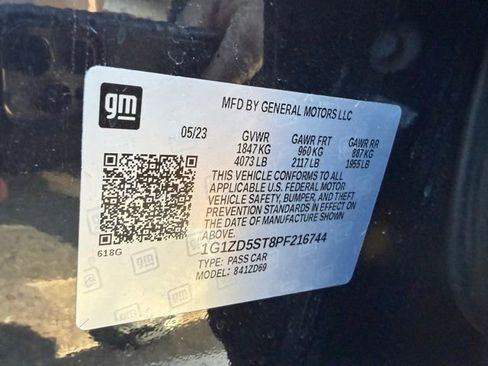 gm
MFD BY GENERAL MOTORS LLC
05/23 GVWR GAWR FRT GAWR RR
1847 KG 960 KG 887 KG
4073 LB 2117 LB 1955 LB
THIS VEHICLE CONFORMS TO ALL
APPLICABLE U.S. FEDERAL MOTOR
VEHICLE SAFETY, BUMPER, AND THEFT
PREVENTION STANDARDS IN EFFECT ON
THE DATE OF MANUFACTURE SHOWN
ABOVE.
618G
1G1ZD5ST8PF216744
TYPE: PASS CAR
MODEL: 841ZD69